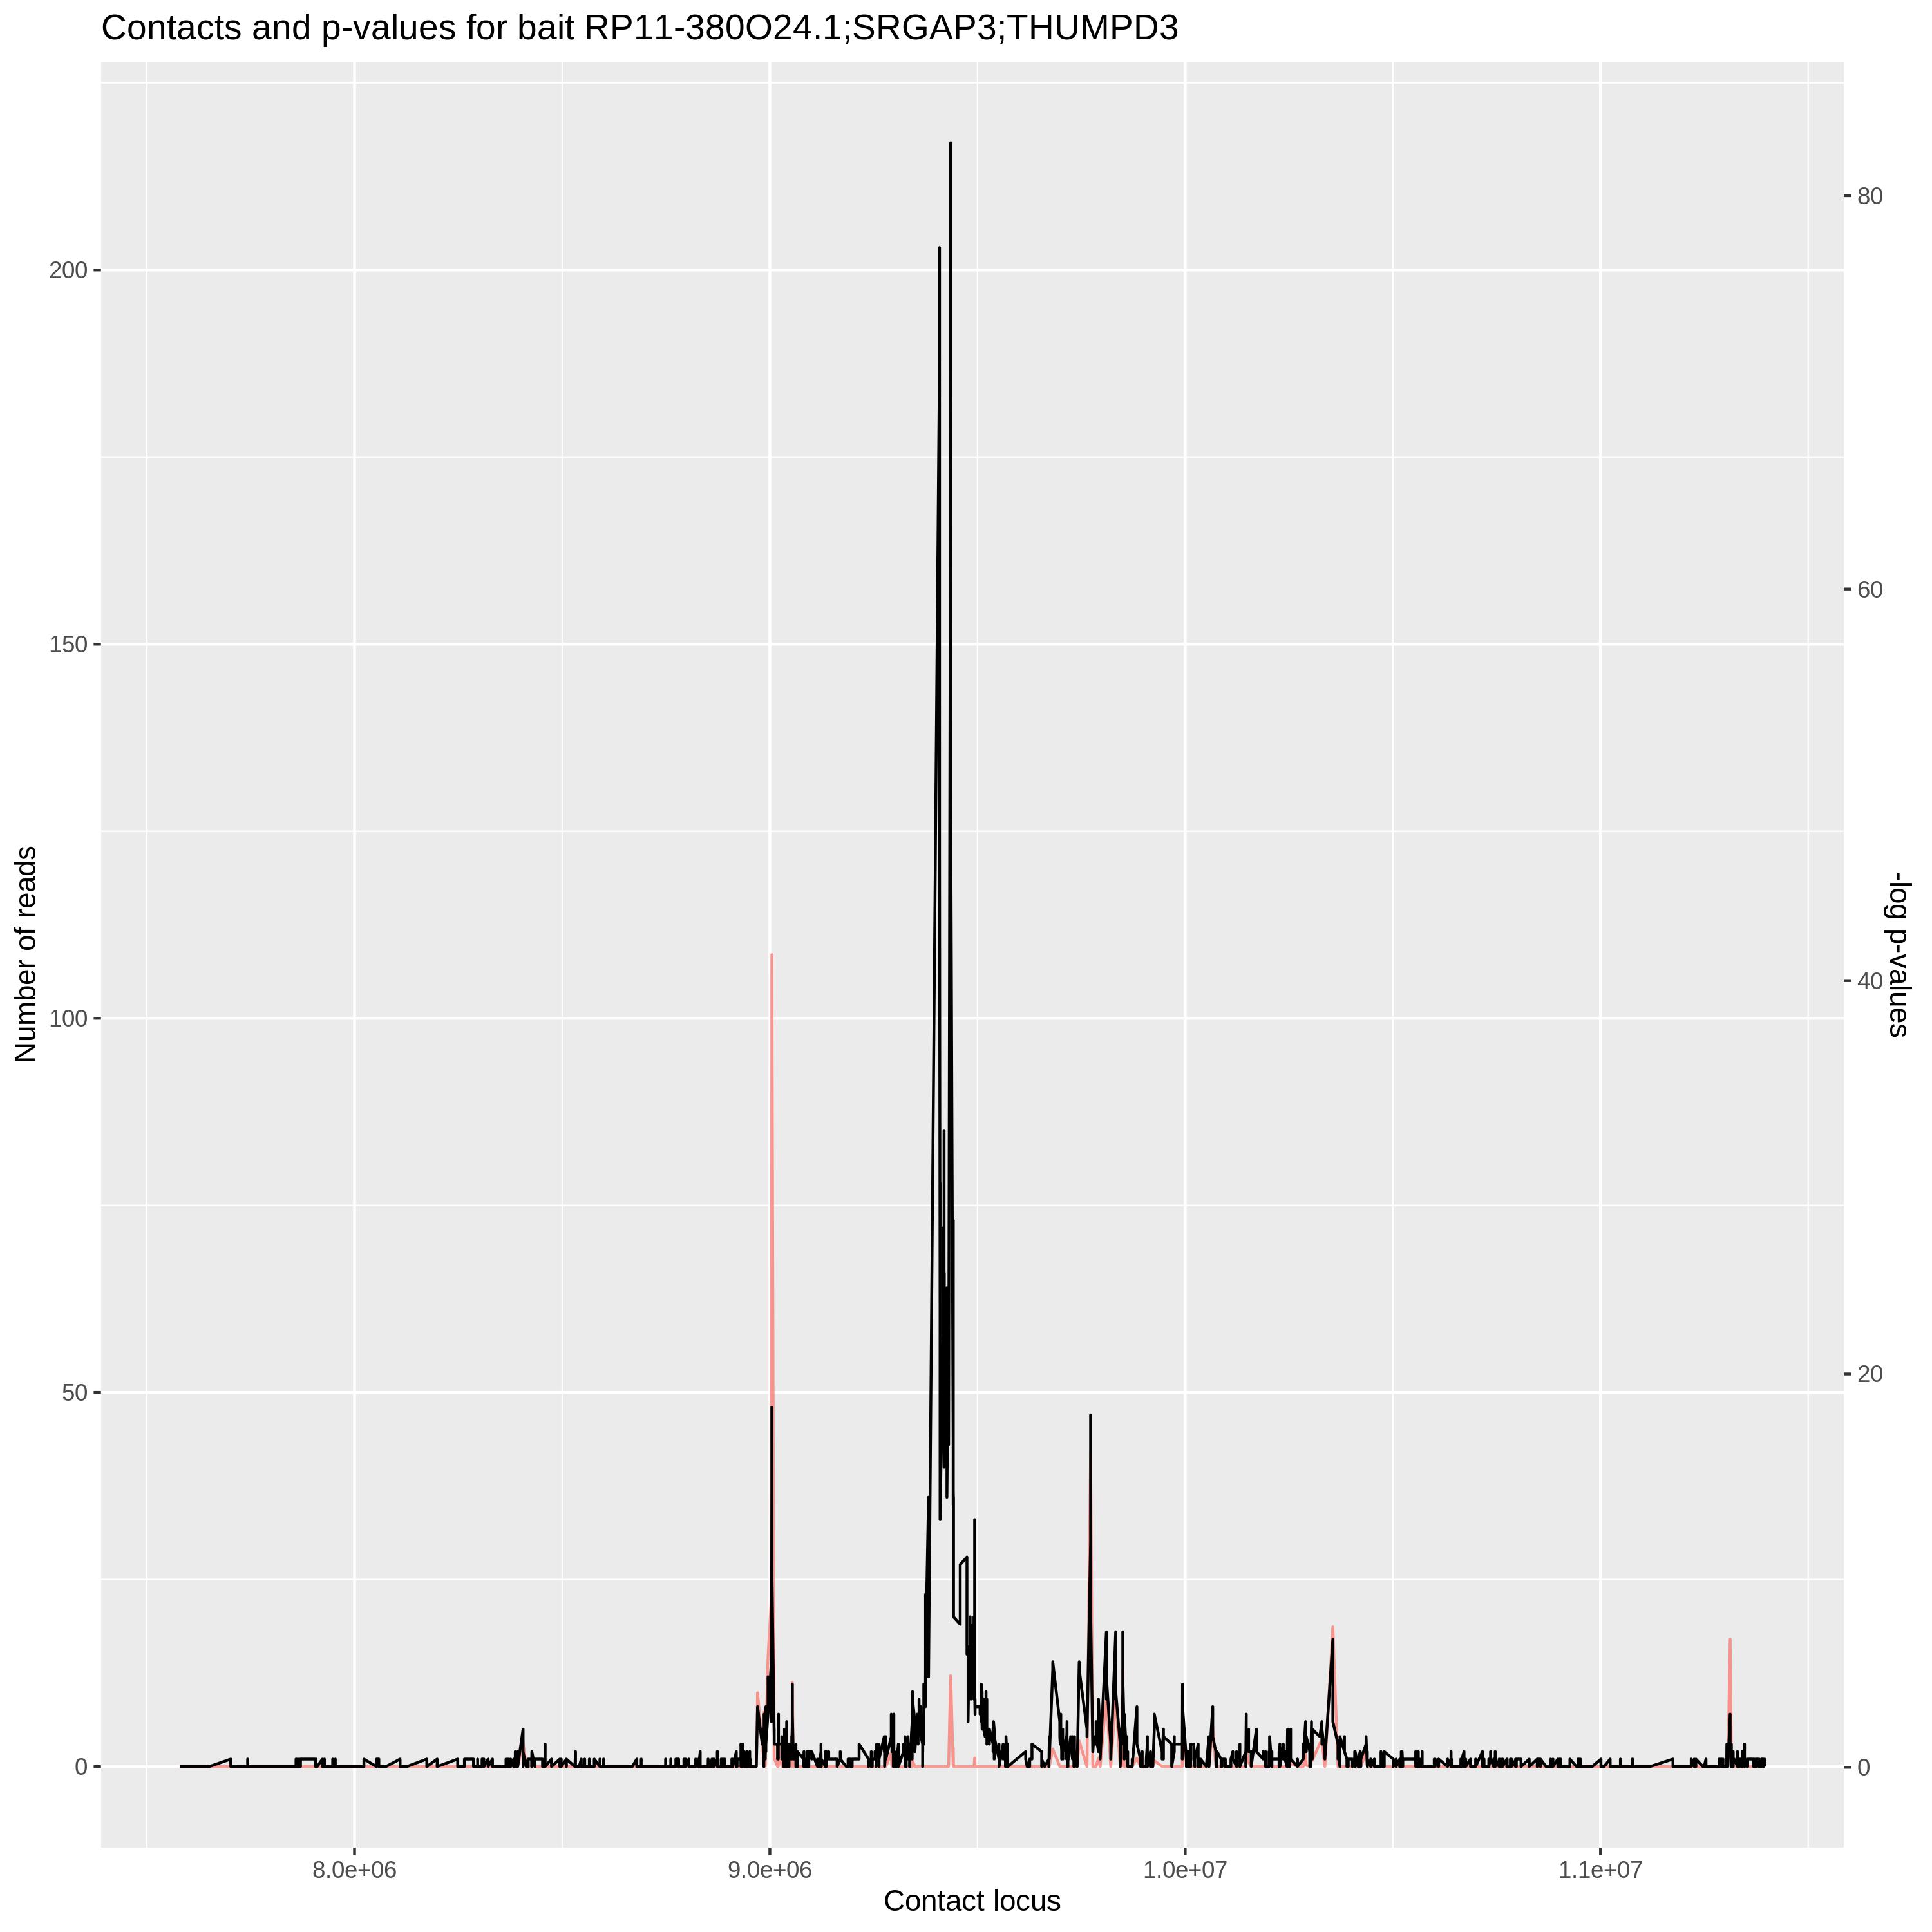 Contacts and p-values for bait RP11-380O24.1;SRGAP3;THUMPD3
Number of reads
200
150
100
50
0
80
60
40
20
0
-log p-values
8.0e+06
9.0e+06
1.0e+07
1.1e+07
Contact locus